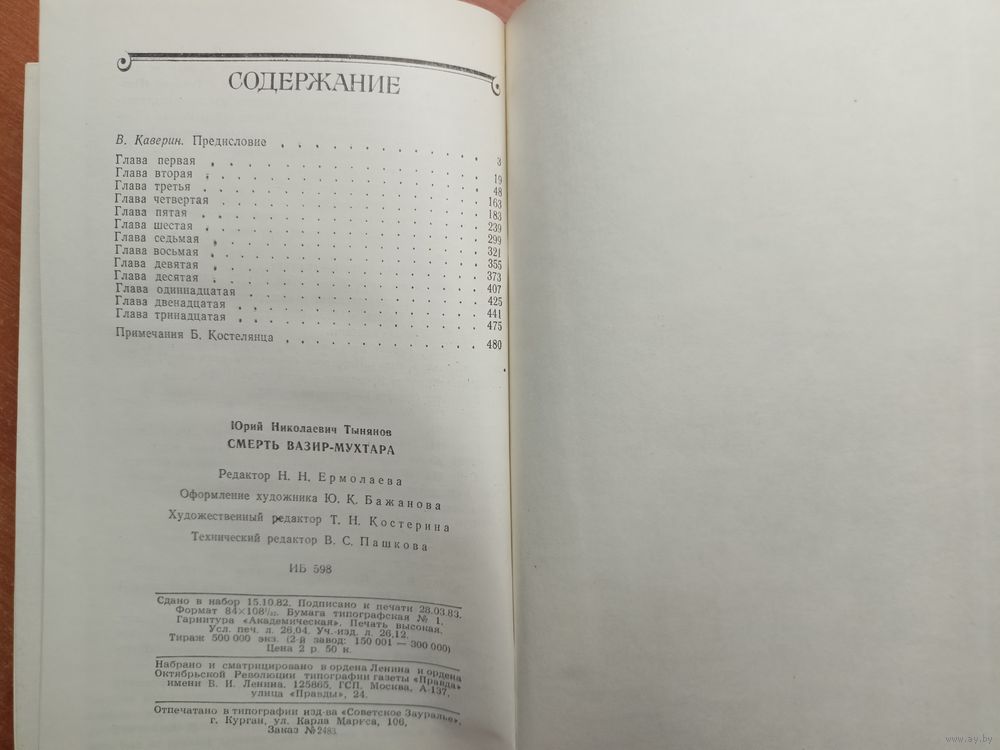 СОДЕРЖАНИЕ
В. Каверин. Предисловие . . . . . . . . . . . 3
Глава первая . . . . . . . . . . . . . . 19
Глава вторая . . . . . . . . . . . . . . 48
Глава третья . . . . . . . . . . . . . . 163
Глава четвертая . . . . . . . . . . . . . 183
Глава пятая . . . . . . . . . . . . . . 239
Глава шестая . . . . . . . . . . . . . . 299
Глава седьмая . . . . . . . . . . . . . . 321
Глава восьмая . . . . . . . . . . . . . . 355
Глава девятая . . . . . . . . . . . . . . 373
Глава десятая . . . . . . . . . . . . . . 407
Глава одиннадцатая . . . . . . . . . . . . 425
Глава двенадцатая . . . . . . . . . . . . 441
Глава тринадцатая . . . . . . . . . . . . 475
Примечания Б. Костелянца . . . . . . . . . . 480
Юрий Николаевич Тынянов
СМЕРТЬ ВАЗИР-МУХТАРА
Редактор Н. Н. Ермолаева
Оформление художника Ю. К. Бажанова
Художественный редактор Т. Н. Костерина
Технический редактор В. С. Пашкова
ИБ 598
Сдано в набор 15.10.82. Подписано к печати 28.03.83.
Формат 84×108¹/₃₂. Бумага типографская № 1.
Гарнитура «Академическая». Печать высокая.
Усл. печ. л. 26,04. Уч.-изд. л. 26,12.
Тираж 500 000 экз. (2-й завод: 150 001 — 300 000)
Цена 2 р. 50 к.
Набрано и сматрицировано в ордена Ленина и ордена
Октябрьской Революции типографии газеты «Правда»
имени В. И. Ленина. 125865, ГСП, Москва, А-137,
улица «Правды», 24.
Отпечатано в типографии изд-ва «Советское Зауралье».
г. Курган, ул. Карла Маркса, 106,
Заказ № 2483
www.ay.by